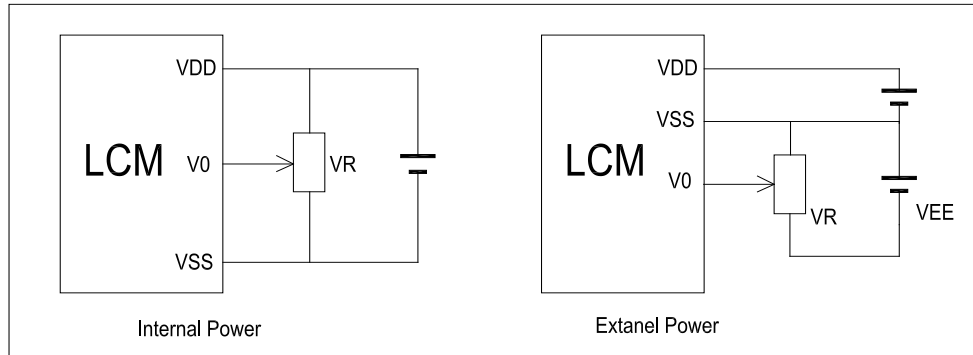 VDD
LCM
V0
VR
VSS
Internal Power
VDD
VSS
LCM
V0
VR
VEE
Extanel Power